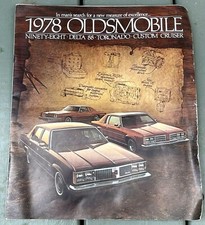 In man's search for a new measure of excellence...
1978 OLDSMOBILE
NINETY-EIGHT · DELTA 88 · TORONADO · CUSTOM CRUISER